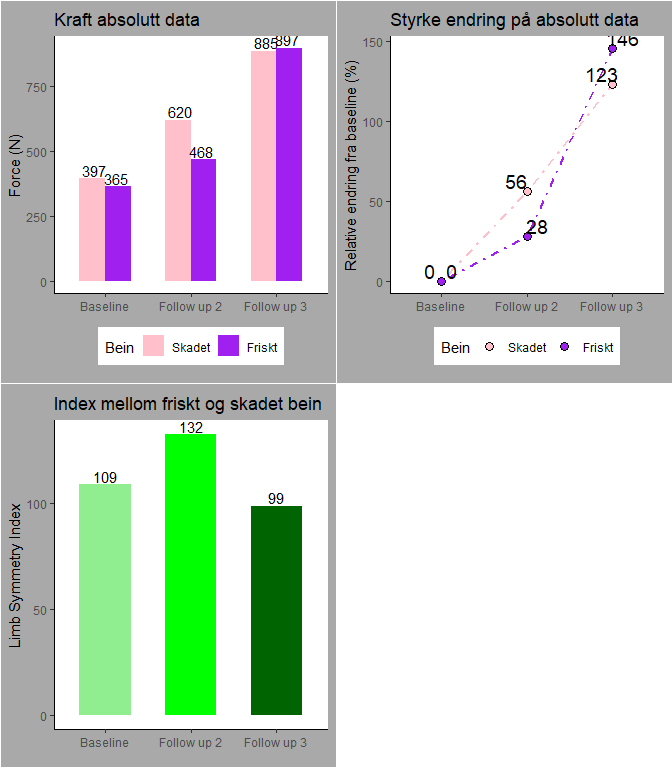 Kraft absolutt data
Force (N)
0
250
500
750
397
365
620
468
885
897
Baseline
Follow up 2
Follow up 3
Bein
Skadet
Friskt
Styrke endring på absolutt data
Relative endring fra baseline (%)
0
50
100
150
0
0
56
28
123
146
Baseline
Follow up 2
Follow up 3
Bein
Skadet
Friskt
Index mellom friskt og skadet bein
Limb Symmetry Index
0
50
100
109
132
99
Baseline
Follow up 2
Follow up 3